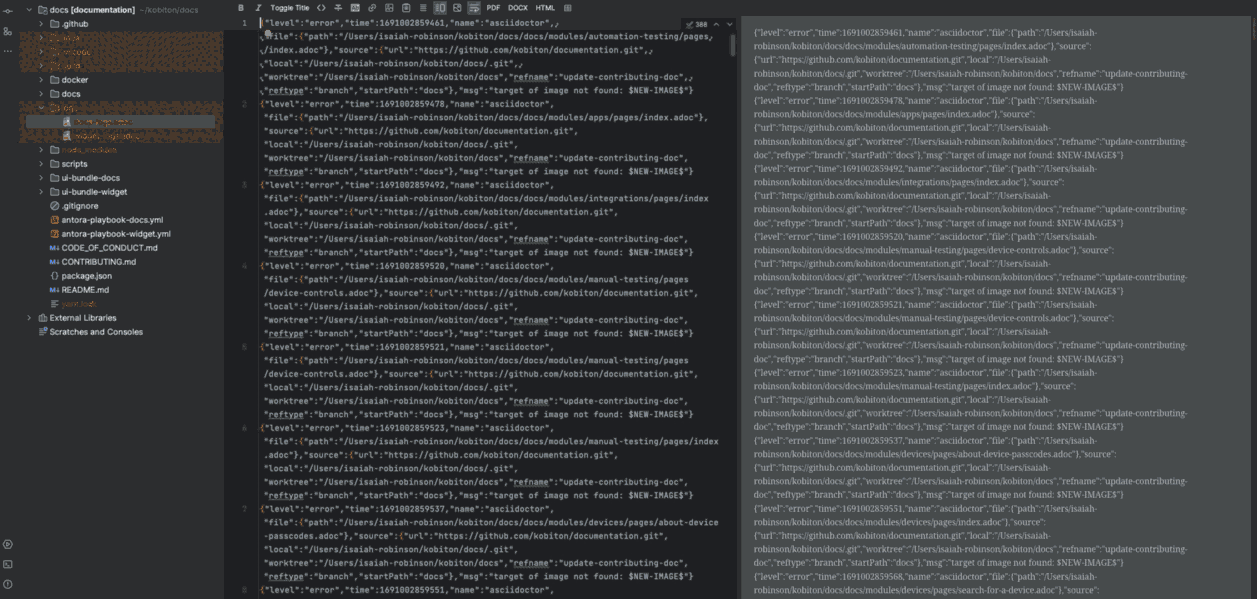 docs [documentation] ~/kobiton/docs
.github
docker
docs
scripts
ui-bundle-docs
ui-bundle-widget
.gitignore
antora-playbook-docs.yml
antora-playbook-widget.yml
M↓ CODE_OF_CONDUCT.md
M↓ CONTRIBUTING.md
{} package.json
M↓ README.md
External Libraries
Scratches and Consoles
B I Toggle Title <> PDF DOCX HTML
1 {"level":"error","time":1691002859461,"name":"asciidoctor",
"file":{"path":"/Users/isaiah-robinson/kobiton/docs/docs/modules/automation-testing/pages
/index.adoc"},"source":{"url":"https://github.com/kobiton/documentation.git",
"local":"/Users/isaiah-robinson/kobiton/docs/.git",
"worktree":"/Users/isaiah-robinson/kobiton/docs","refname":"update-contributing-doc",
"reftype":"branch","startPath":"docs"},"msg":"target of image not found: $NEW-IMAGE$"}
2 {"level":"error","time":1691002859478,"name":"asciidoctor",
"file":{"path":"/Users/isaiah-robinson/kobiton/docs/docs/modules/apps/pages/index.adoc"},
"source":{"url":"https://github.com/kobiton/documentation.git",
"local":"/Users/isaiah-robinson/kobiton/docs/.git",
"worktree":"/Users/isaiah-robinson/kobiton/docs","refname":"update-contributing-doc",
"reftype":"branch","startPath":"docs"},"msg":"target of image not found: $NEW-IMAGE$"}
3 {"level":"error","time":1691002859492,"name":"asciidoctor",
"file":{"path":"/Users/isaiah-robinson/kobiton/docs/docs/modules/integrations/pages/index
.adoc"},"source":{"url":"https://github.com/kobiton/documentation.git",
"local":"/Users/isaiah-robinson/kobiton/docs/.git",
"worktree":"/Users/isaiah-robinson/kobiton/docs","refname":"update-contributing-doc",
"reftype":"branch","startPath":"docs"},"msg":"target of image not found: $NEW-IMAGE$"}
4 {"level":"error","time":1691002859520,"name":"asciidoctor",
"file":{"path":"/Users/isaiah-robinson/kobiton/docs/docs/modules/manual-testing/pages
/device-controls.adoc"},"source":{"url":"https://github.com/kobiton/documentation.git",
"local":"/Users/isaiah-robinson/kobiton/docs/.git",
"worktree":"/Users/isaiah-robinson/kobiton/docs","refname":"update-contributing-doc",
"reftype":"branch","startPath":"docs"},"msg":"target of image not found: $NEW-IMAGE$"}
5 {"level":"error","time":1691002859521,"name":"asciidoctor",
"file":{"path":"/Users/isaiah-robinson/kobiton/docs/docs/modules/manual-testing/pages
/device-controls.adoc"},"source":{"url":"https://github.com/kobiton/documentation.git",
"local":"/Users/isaiah-robinson/kobiton/docs/.git",
"worktree":"/Users/isaiah-robinson/kobiton/docs","refname":"update-contributing-doc",
"reftype":"branch","startPath":"docs"},"msg":"target of image not found: $NEW-IMAGE$"}
6 {"level":"error","time":1691002859523,"name":"asciidoctor",
"file":{"path":"/Users/isaiah-robinson/kobiton/docs/docs/modules/manual-testing/pages/index
.adoc"},"source":{"url":"https://github.com/kobiton/documentation.git",
"local":"/Users/isaiah-robinson/kobiton/docs/.git",
"worktree":"/Users/isaiah-robinson/kobiton/docs","refname":"update-contributing-doc",
"reftype":"branch","startPath":"docs"},"msg":"target of image not found: $NEW-IMAGE$"}
7 {"level":"error","time":1691002859537,"name":"asciidoctor",
"file":{"path":"/Users/isaiah-robinson/kobiton/docs/docs/modules/devices/pages/about-device
-passcodes.adoc"},"source":{"url":"https://github.com/kobiton/documentation.git",
"local":"/Users/isaiah-robinson/kobiton/docs/.git",
"worktree":"/Users/isaiah-robinson/kobiton/docs","refname":"update-contributing-doc",
"reftype":"branch","startPath":"docs"},"msg":"target of image not found: $NEW-IMAGE$"}
8 {"level":"error","time":1691002859551,"name":"asciidoctor",
{"level":"error","time":1691002859461,"name":"asciidoctor","file":{"path":"/Users/isaiah-
robinson/kobiton/docs/docs/modules/automation-testing/pages/index.adoc"},"source":
{"url":"https://github.com/kobiton/documentation.git","local":"/Users/isaiah-
robinson/kobiton/docs/.git","worktree":"/Users/isaiah-robinson/kobiton/docs","refname":"update-contributing-
doc","reftype":"branch","startPath":"docs"},"msg":"target of image not found: $NEW-IMAGE$"}
{"level":"error","time":1691002859478,"name":"asciidoctor","file":{"path":"/Users/isaiah-
robinson/kobiton/docs/docs/modules/apps/pages/index.adoc"},"source":
{"url":"https://github.com/kobiton/documentation.git","local":"/Users/isaiah-
robinson/kobiton/docs/.git","worktree":"/Users/isaiah-robinson/kobiton/docs","refname":"update-contributing-
doc","reftype":"branch","startPath":"docs"},"msg":"target of image not found: $NEW-IMAGE$"}
{"level":"error","time":1691002859492,"name":"asciidoctor","file":{"path":"/Users/isaiah-
robinson/kobiton/docs/docs/modules/integrations/pages/index.adoc"},"source":
{"url":"https://github.com/kobiton/documentation.git","local":"/Users/isaiah-
robinson/kobiton/docs/.git","worktree":"/Users/isaiah-robinson/kobiton/docs","refname":"update-contributing-
doc","reftype":"branch","startPath":"docs"},"msg":"target of image not found: $NEW-IMAGE$"}
{"level":"error","time":1691002859520,"name":"asciidoctor","file":{"path":"/Users/isaiah-
robinson/kobiton/docs/docs/modules/manual-testing/pages/device-controls.adoc"},"source":
{"url":"https://github.com/kobiton/documentation.git","local":"/Users/isaiah-
robinson/kobiton/docs/.git","worktree":"/Users/isaiah-robinson/kobiton/docs","refname":"update-contributing-
doc","reftype":"branch","startPath":"docs"},"msg":"target of image not found: $NEW-IMAGE$"}
{"level":"error","time":1691002859521,"name":"asciidoctor","file":{"path":"/Users/isaiah-
robinson/kobiton/docs/docs/modules/manual-testing/pages/device-controls.adoc"},"source":
{"url":"https://github.com/kobiton/documentation.git","local":"/Users/isaiah-
robinson/kobiton/docs/.git","worktree":"/Users/isaiah-robinson/kobiton/docs","refname":"update-contributing-
doc","reftype":"branch","startPath":"docs"},"msg":"target of image not found: $NEW-IMAGE$"}
{"level":"error","time":1691002859523,"name":"asciidoctor","file":{"path":"/Users/isaiah-
robinson/kobiton/docs/docs/modules/manual-testing/pages/index.adoc"},"source":
{"url":"https://github.com/kobiton/documentation.git","local":"/Users/isaiah-
robinson/kobiton/docs/.git","worktree":"/Users/isaiah-robinson/kobiton/docs","refname":"update-contributing-
doc","reftype":"branch","startPath":"docs"},"msg":"target of image not found: $NEW-IMAGE$"}
{"level":"error","time":1691002859537,"name":"asciidoctor","file":{"path":"/Users/isaiah-
robinson/kobiton/docs/docs/modules/devices/pages/about-device-passcodes.adoc"},"source":
{"url":"https://github.com/kobiton/documentation.git","local":"/Users/isaiah-
robinson/kobiton/docs/.git","worktree":"/Users/isaiah-robinson/kobiton/docs","refname":"update-contributing-
doc","reftype":"branch","startPath":"docs"},"msg":"target of image not found: $NEW-IMAGE$"}
{"level":"error","time":1691002859551,"name":"asciidoctor","file":{"path":"/Users/isaiah-
robinson/kobiton/docs/docs/modules/devices/pages/index.adoc"},"source":
{"url":"https://github.com/kobiton/documentation.git","local":"/Users/isaiah-
robinson/kobiton/docs/.git","worktree":"/Users/isaiah-robinson/kobiton/docs","refname":"update-contributing-
doc","reftype":"branch","startPath":"docs"},"msg":"target of image not found: $NEW-IMAGE$"}
{"level":"error","time":1691002859568,"name":"asciidoctor","file":{"path":"/Users/isaiah-
robinson/kobiton/docs/docs/modules/devices/pages/search-for-a-device.adoc"},"source":